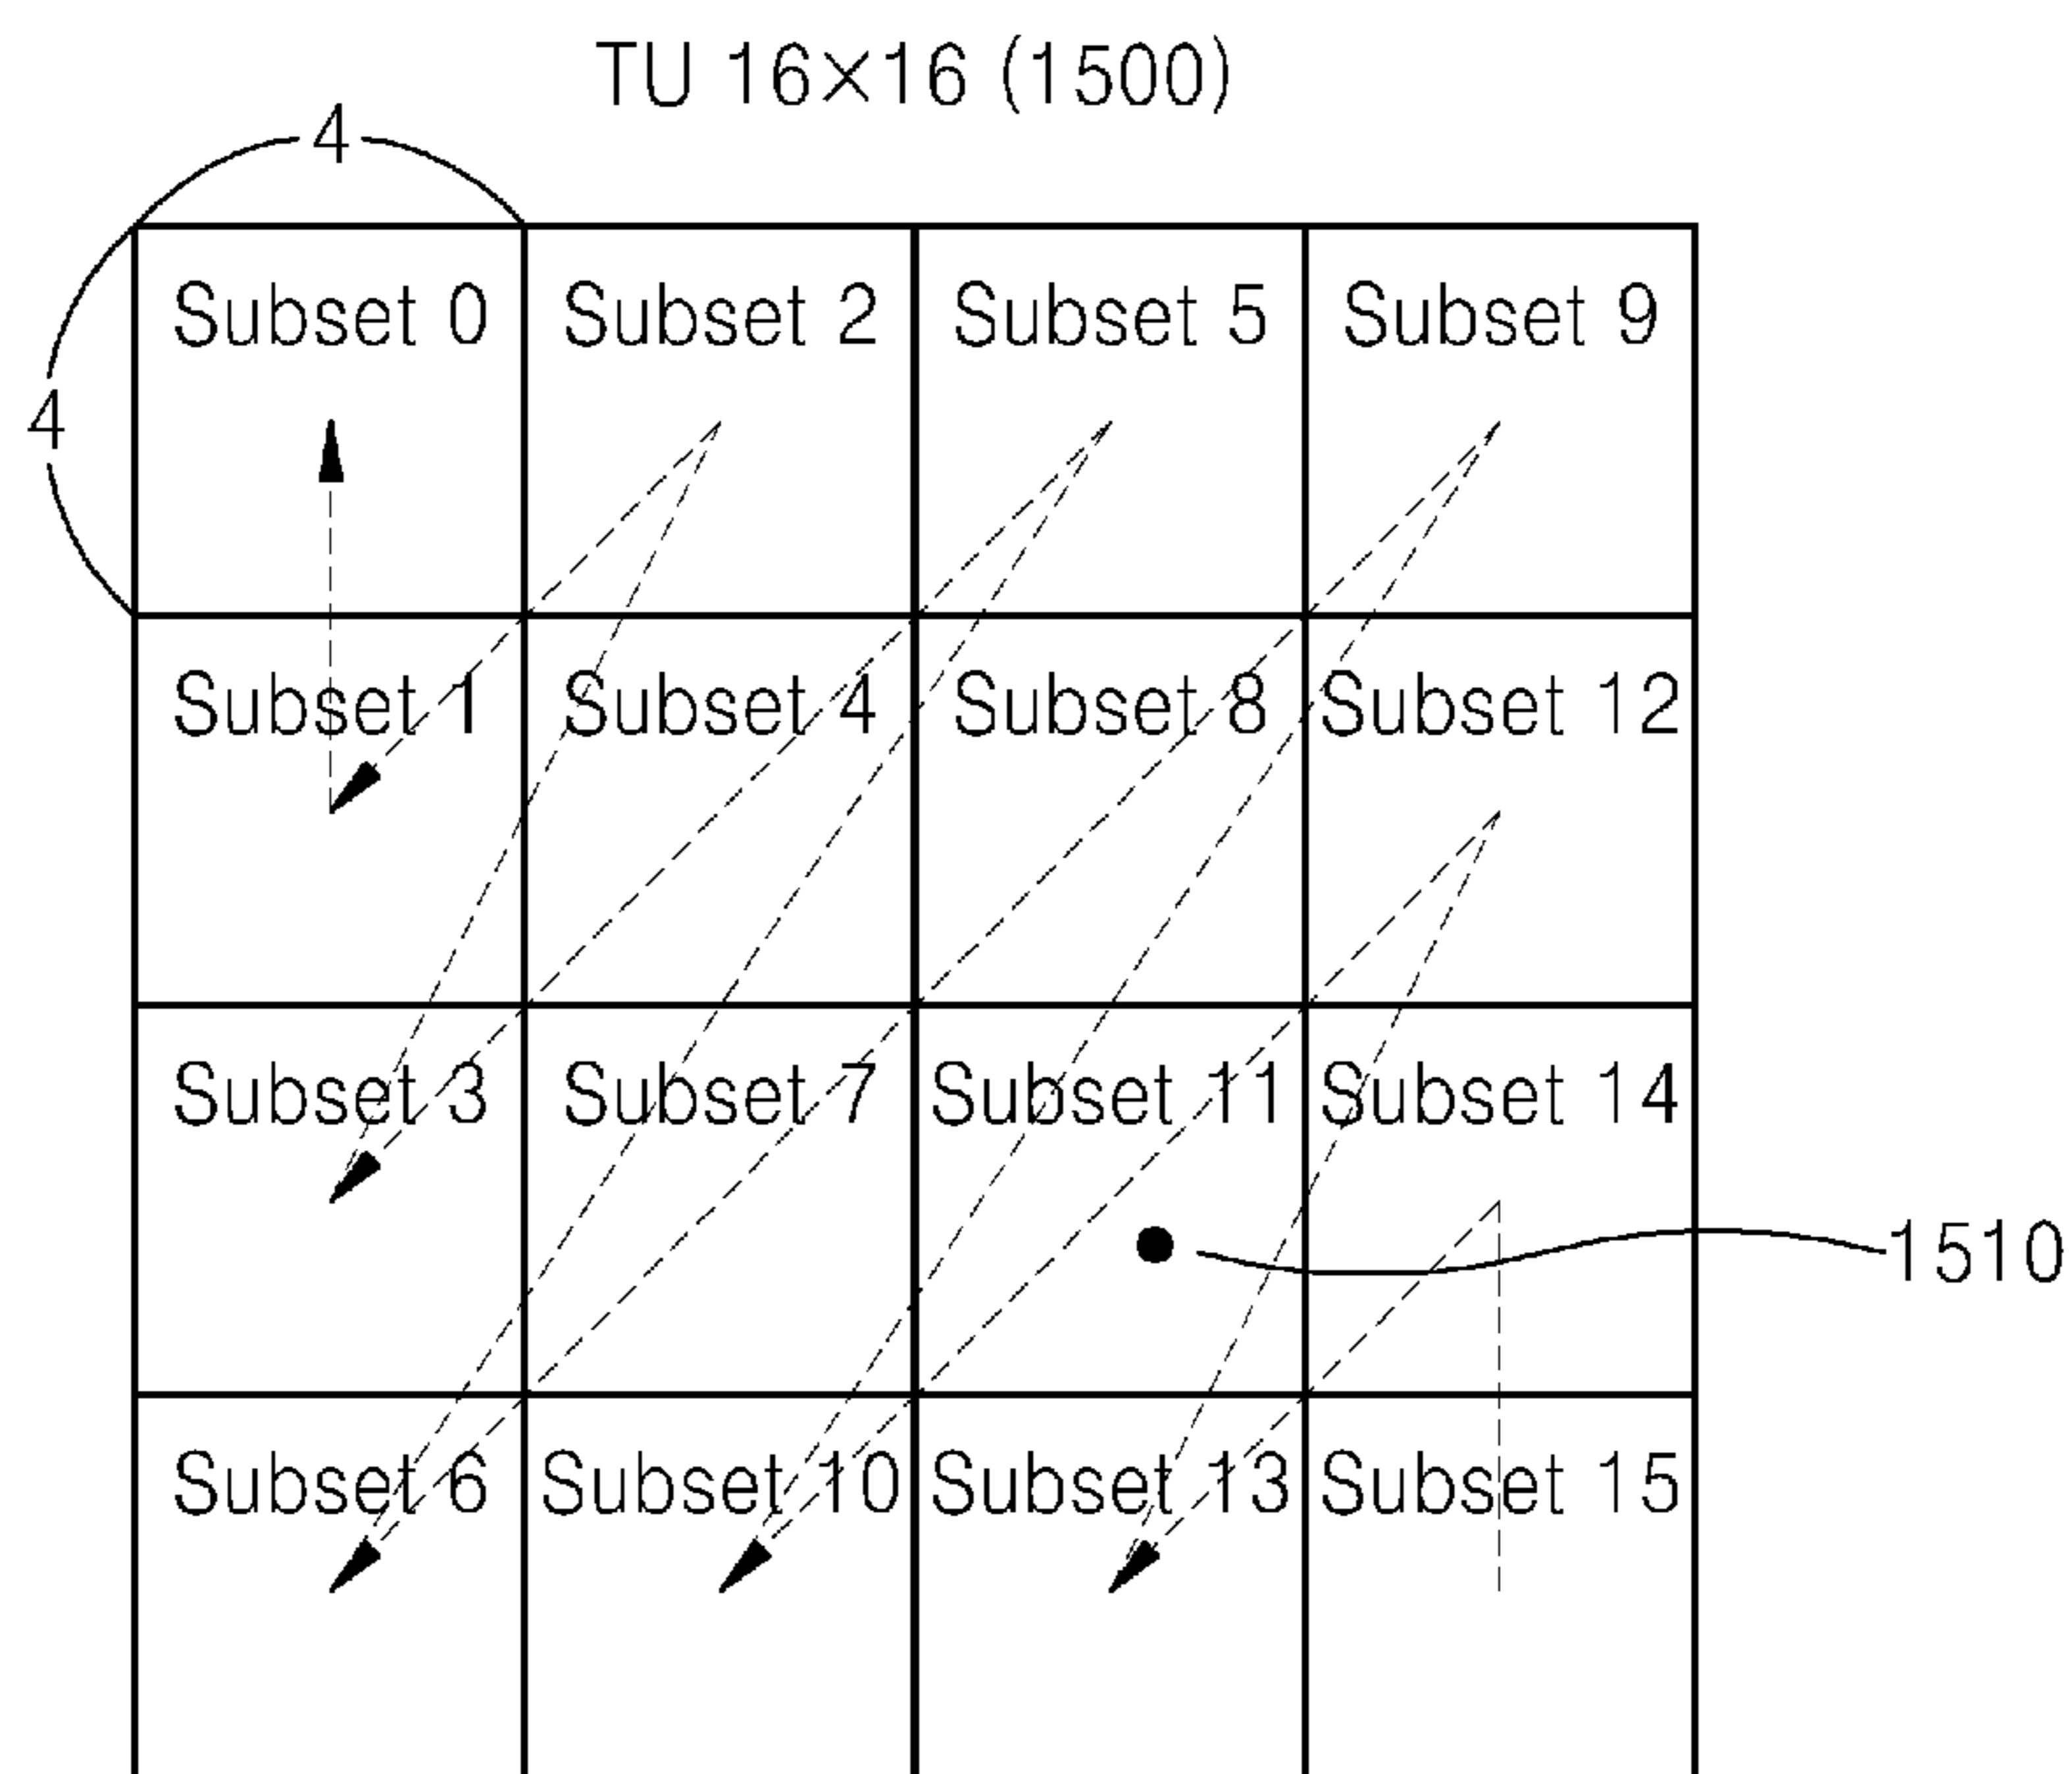 TU 16×16 (1500)
4
4
Subset 0 Subset 2 Subset 5 Subset 9
Subset 1 Subset 4 Subset 8 Subset 12
Subset 3 Subset 7 Subset 11 Subset 14
1510
Subset 6 Subset 10 Subset 13 Subset 15